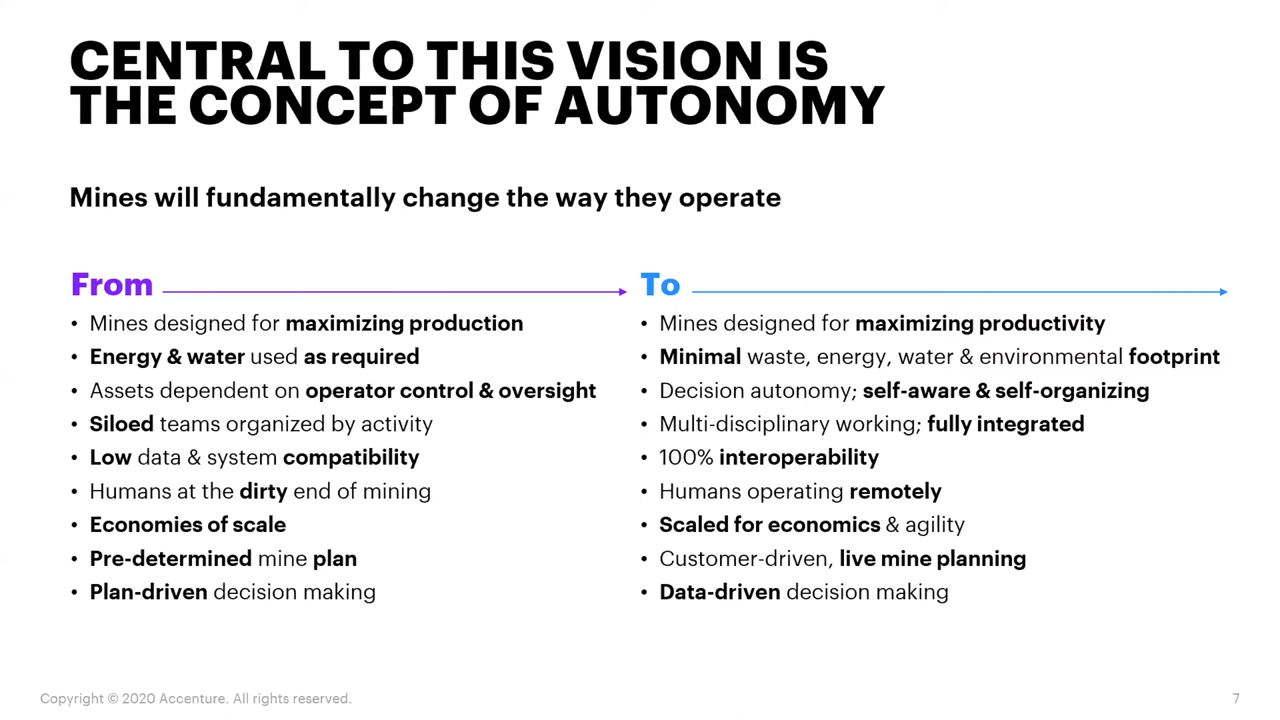 CENTRAL TO THIS VISION IS
THE CONCEPT OF AUTONOMY
Mines will fundamentally change the way they operate
From
• Mines designed for maximizing production
• Energy & water used as required
• Assets dependent on operator control & oversight
• Siloed teams organized by activity
• Low data & system compatibility
• Humans at the dirty end of mining
• Economies of scale
• Pre-determined mine plan
• Plan-driven decision making
To
• Mines designed for maximizing productivity
• Minimal waste, energy, water & environmental footprint
• Decision autonomy; self-aware & self-organizing
• Multi-disciplinary working; fully integrated
• 100% interoperability
• Humans operating remotely
• Scaled for economics & agility
• Customer-driven, live mine planning
• Data-driven decision making
Copyright © 2020 Accenture. All rights reserved.
7